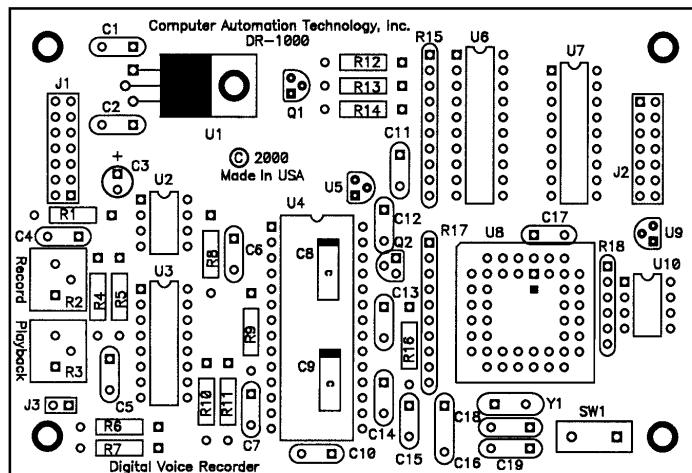 Computer Automation Technology, Inc.
DR-1000
C1
R15
U6
U7
R12
J1
R13
Q1
R14
C2
U1
C11
© 2000
Made In USA
J2
+
C3
U2
U5
U4
R1
C12
R17
C17
U9
C4
U8
R8
C6
C8
Q2
R18
U10
Record
U3
R2
R4
R5
C13
R9
R16
Playback
R3
C9
C5
R10
R11
J3
C7
C14
Y1
SW1
R6
C18
R7
C10
C15
C16
C19
Digital Voice Recorder